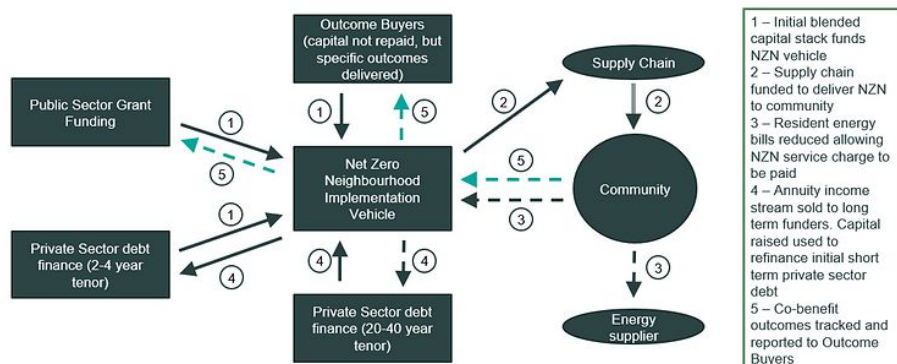 Outcome Buyers
(capital not repaid, but
specific outcomes
delivered)
Supply Chain
Public Sector Grant
Funding
1
1
5
2
2
5
Net Zero
Neighbourhood
Implementation
Vehicle
5
3
Community
1
4
Private Sector debt
finance (2-4 year
tenor)
4
4
3
Private Sector debt
finance (20-40 year
tenor)
Energy
supplier
1 – Initial blended
capital stack funds
NZN vehicle
2 – Supply chain
funded to deliver NZN
to community
3 – Resident energy
bills reduced allowing
NZN service charge to
be paid
4 – Annuity income
stream sold to long
term funders. Capital
raised used to
refinance initial short
term private sector
debt
5 – Co-benefit
outcomes tracked and
reported to Outcome
Buyers